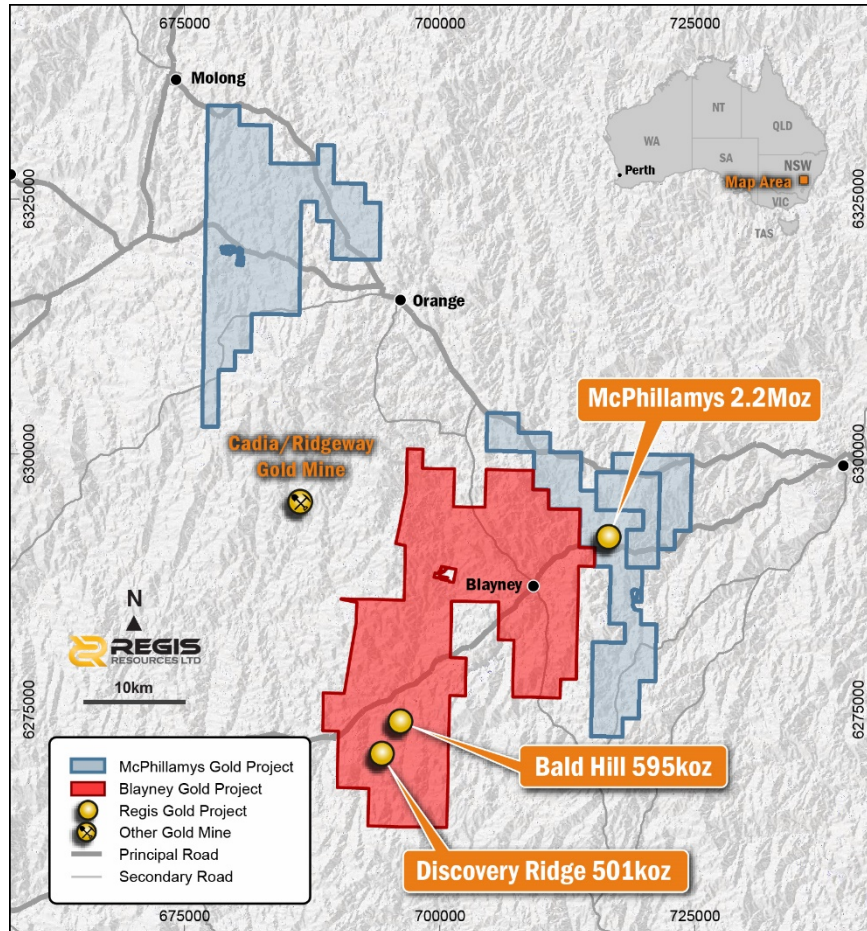 675000
700000
725000
Molong
NT
QLD
WA
SA
NSW
Perth
Map Area
VIC
TAS
6325000
6325000
Orange
McPhillamys 2.2Moz
6300000
6300000
Cadia/Ridgeway
Gold Mine
Blayney
N
REGIS
RESOURCES LTD
10km
6275000
6275000
McPhillamys Gold Project
Blayney Gold Project
Regis Gold Project
Other Gold Mine
Principal Road
Secondary Road
Bald Hill 595koz
Discovery Ridge 501koz
675000
700000
725000